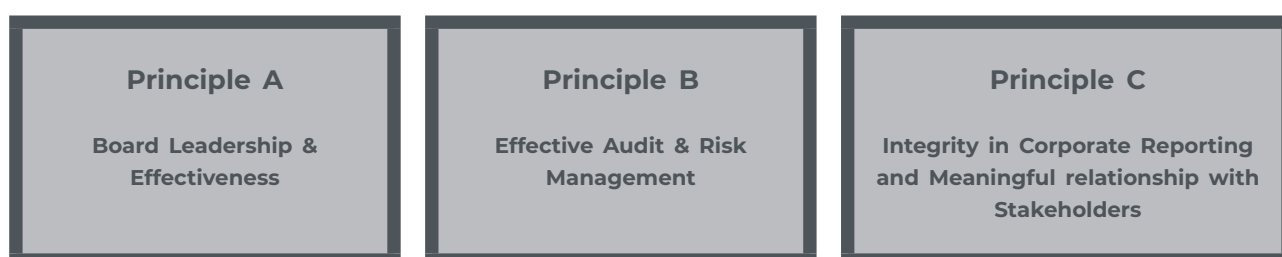 Principle A
Board Leadership &
Effectiveness
Principle B
Effective Audit & Risk
Management
Principle C
Integrity in Corporate Reporting
and Meaningful relationship with
Stakeholders